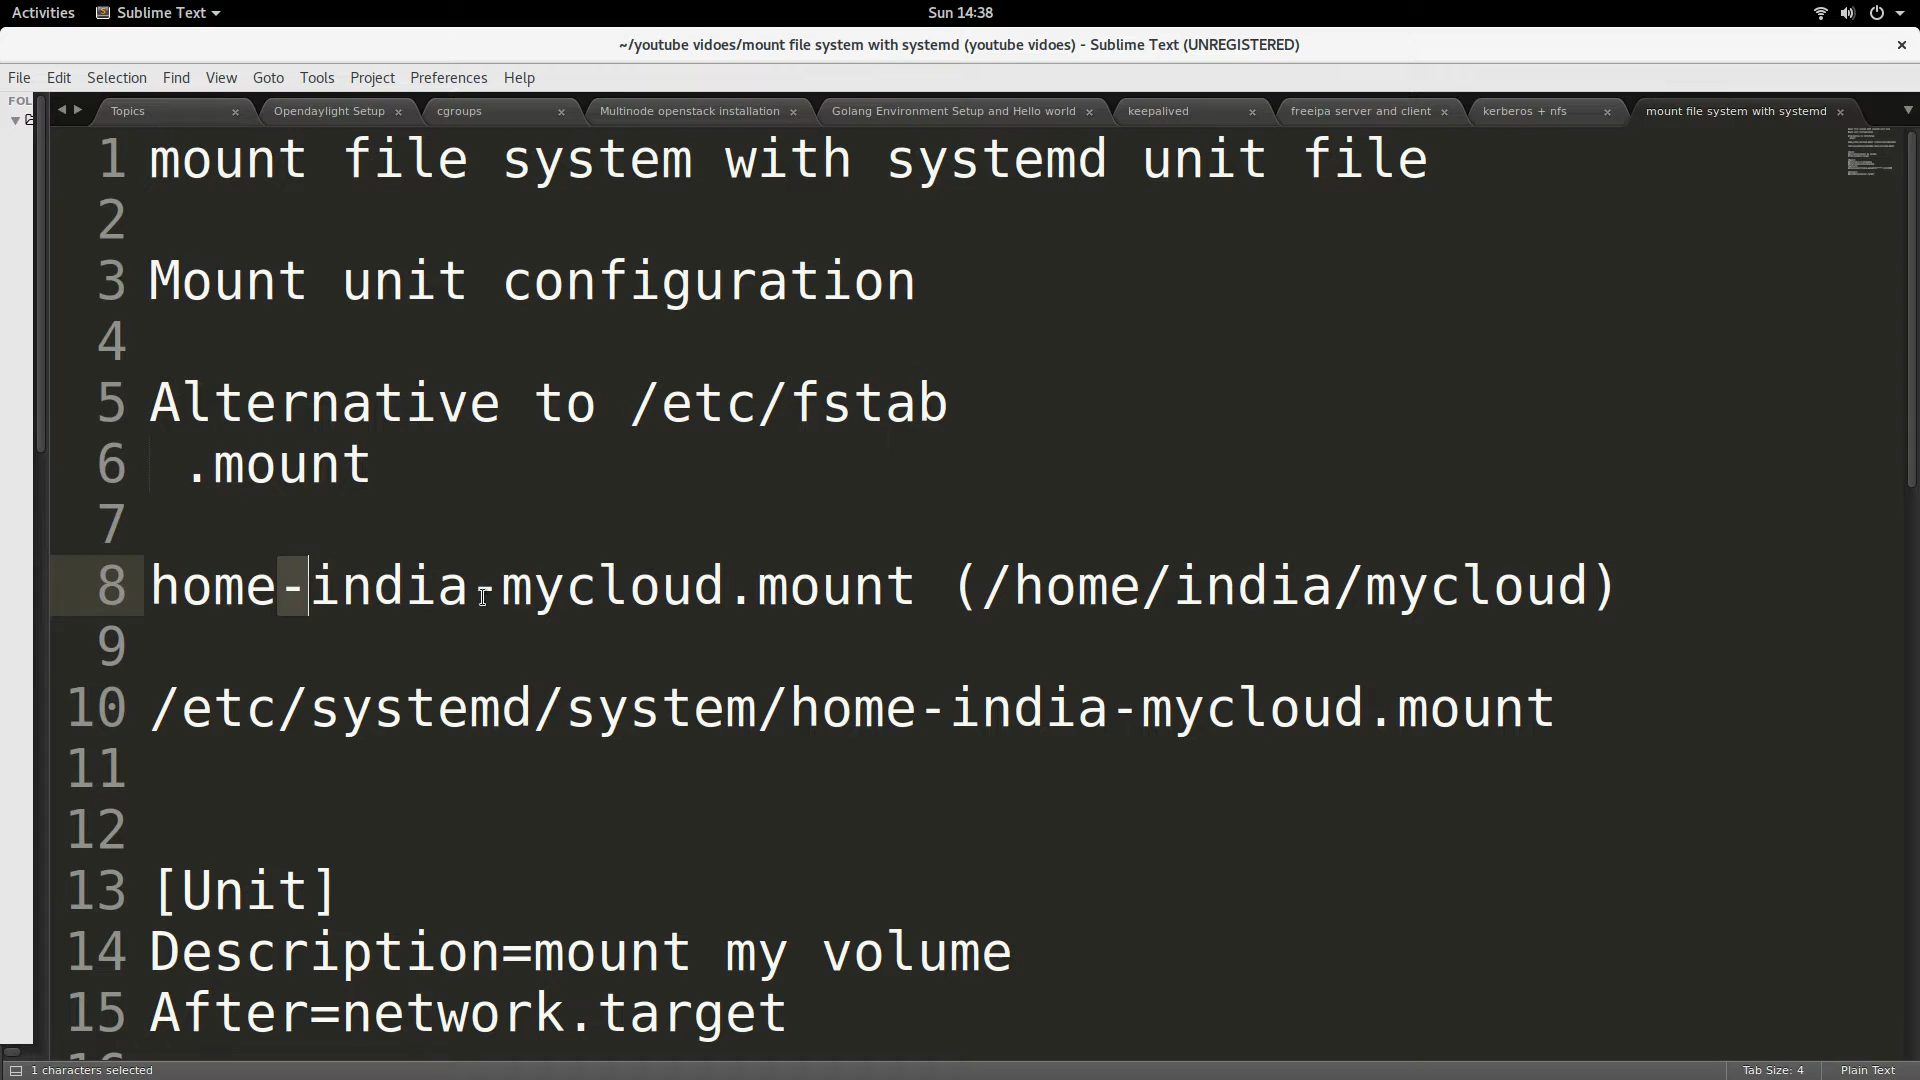 Activities Sublime Text Sun 14:38
~/youtube vidoes/mount file system with systemd (youtube vidoes) - Sublime Text (UNREGISTERED)
File Edit Selection Find View Goto Tools Project Preferences Help
FOL
Topics Opendaylight Setup cgroups Multinode openstack installation Golang Environment Setup and Hello world keepalived freeipa server and client kerberos + nfs mount file system with systemd
1 mount file system with systemd unit file
2
3 Mount unit configuration
4
5 Alternative to /etc/fstab
6 .mount
7
8 home-india-mycloud.mount (/home/india/mycloud)
9
10 /etc/systemd/system/home-india-mycloud.mount
11
12
13 [Unit]
14 Description=mount my volume
15 After=network.target
1 characters selected Tab Size: 4 Plain Text